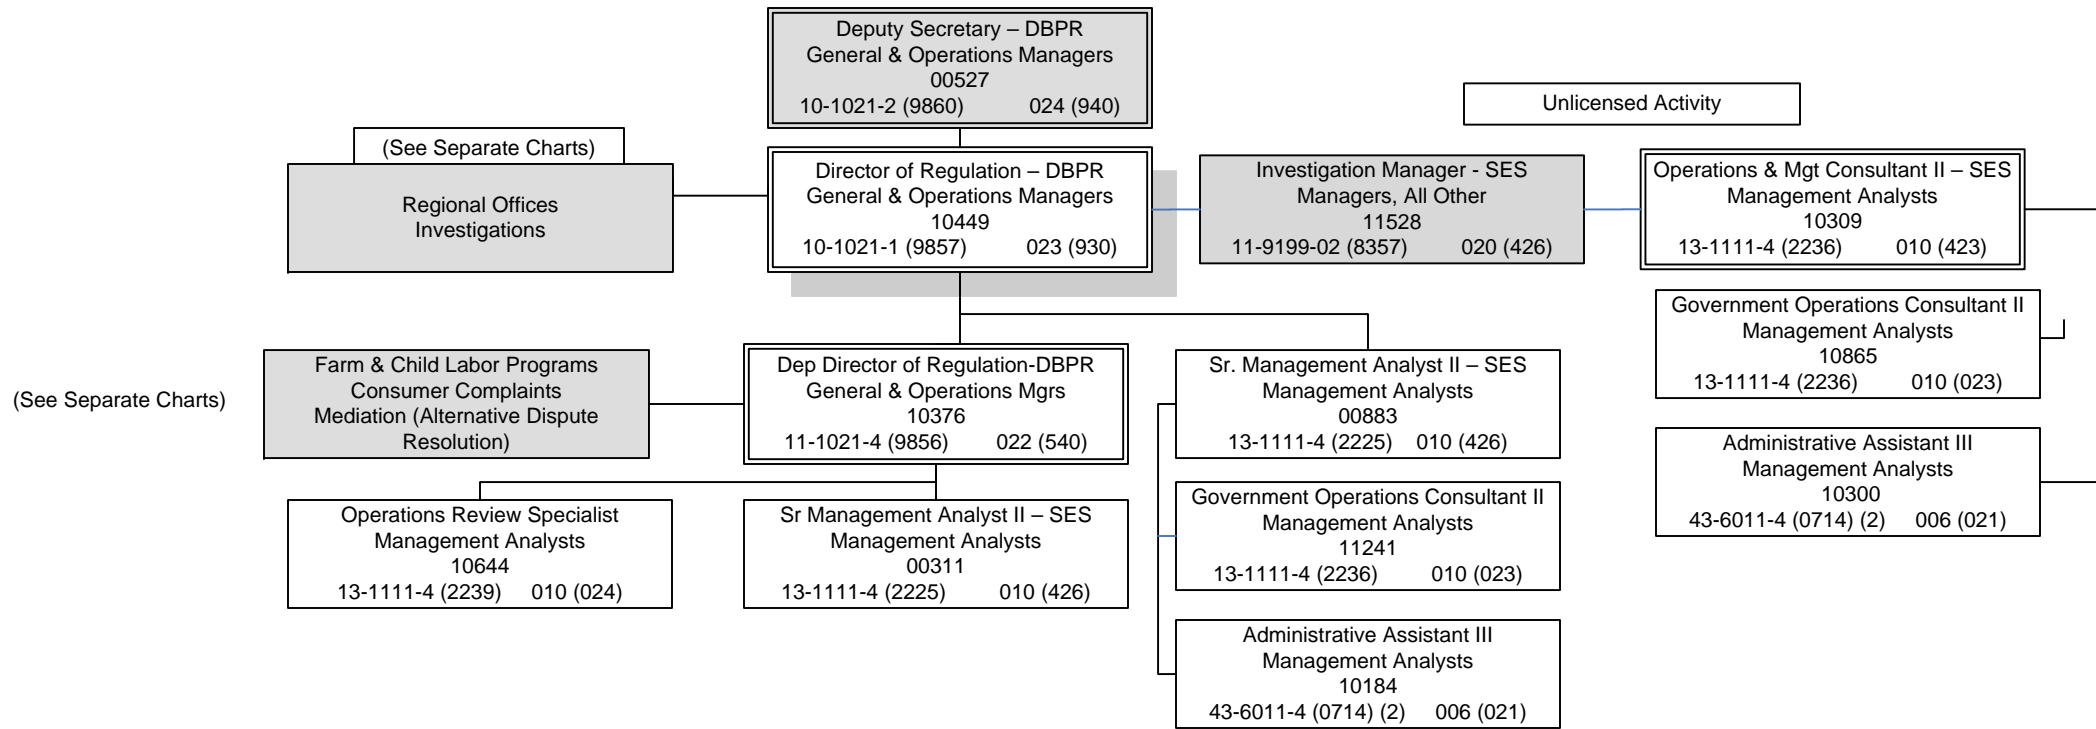 Deputy Secretary – DBPR
General & Operations Managers
00527
10-1021-2 (9860) 024 (940)
Unlicensed Activity
(See Separate Charts)
Regional Offices
Investigations
Director of Regulation – DBPR
General & Operations Managers
10449
10-1021-1 (9857) 023 (930)
Investigation Manager - SES
Managers, All Other
11528
11-9199-02 (8357) 020 (426)
Operations & Mgt Consultant II – SES
Management Analysts
10309
13-1111-4 (2236) 010 (423)
Government Operations Consultant II
Management Analysts
10865
13-1111-4 (2236) 010 (023)
(See Separate Charts)
Farm & Child Labor Programs
Consumer Complaints
Mediation (Alternative Dispute
Resolution)
Dep Director of Regulation-DBPR
General & Operations Mgrs
10376
11-1021-4 (9856) 022 (540)
Sr. Management Analyst II – SES
Management Analysts
00883
13-1111-4 (2225) 010 (426)
Administrative Assistant III
Management Analysts
10300
43-6011-4 (0714) (2) 006 (021)
Operations Review Specialist
Management Analysts
10644
13-1111-4 (2239) 010 (024)
Sr Management Analyst II – SES
Management Analysts
00311
13-1111-4 (2225) 010 (426)
Government Operations Consultant II
Management Analysts
11241
13-1111-4 (2236) 010 (023)
Administrative Assistant III
Management Analysts
10184
43-6011-4 (0714) (2) 006 (021)